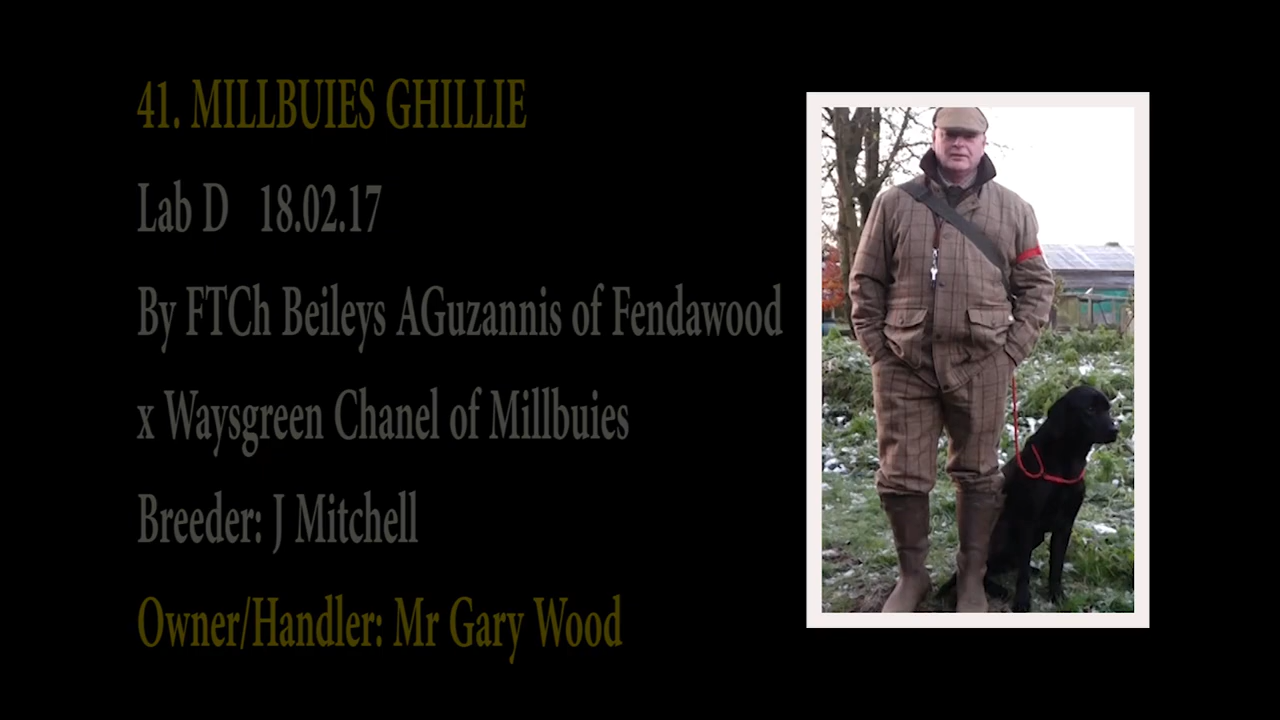 41. MILLBUIES GHILLIE
Lab D 18.02.17
By FTCh Beileys AGuzannis of Fendawood
x Waysgreen Chanel of Millbuies
Breeder: J Mitchell
Owner/Handler: Mr Gary Wood